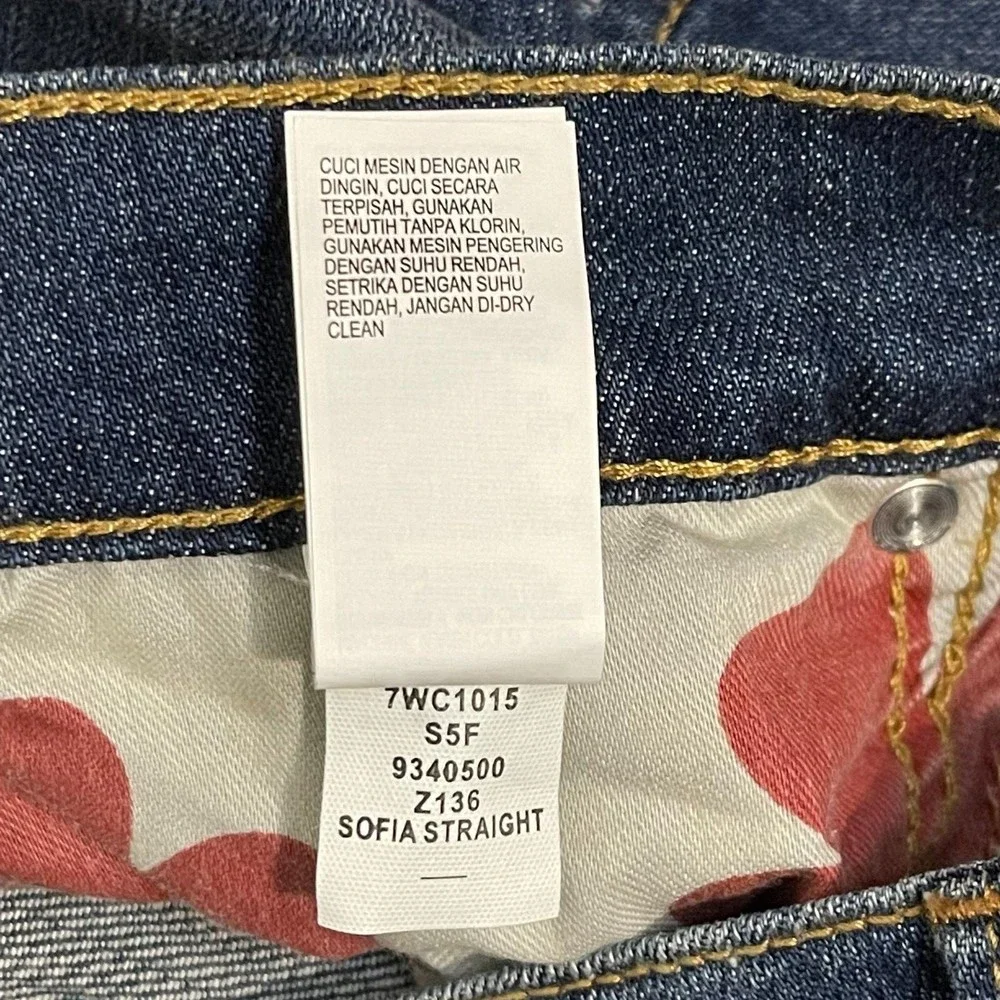 CUCI MESIN DENGAN AIR
DINGIN, CUCI SECARA
TERPISAH, GUNAKAN
PEMUTIH TANPA KLORIN,
GUNAKAN MESIN PENGERING
DENGAN SUHU RENDAH,
SETRIKA DENGAN SUHU
RENDAH, JANGAN DI-DRY
CLEAN
7WC1015
S5F
9340500
Z136
SOFIA STRAIGHT